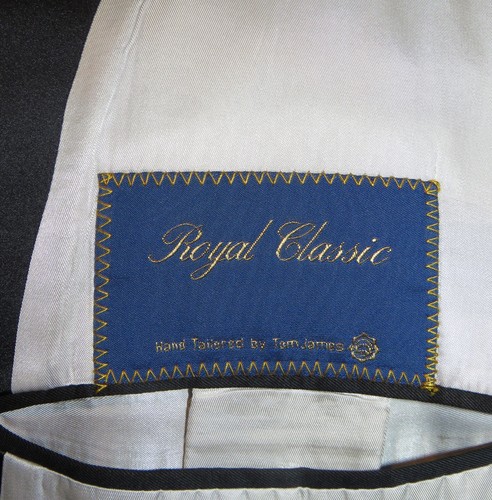 Royal Classic
Hand Tailored by Tom James